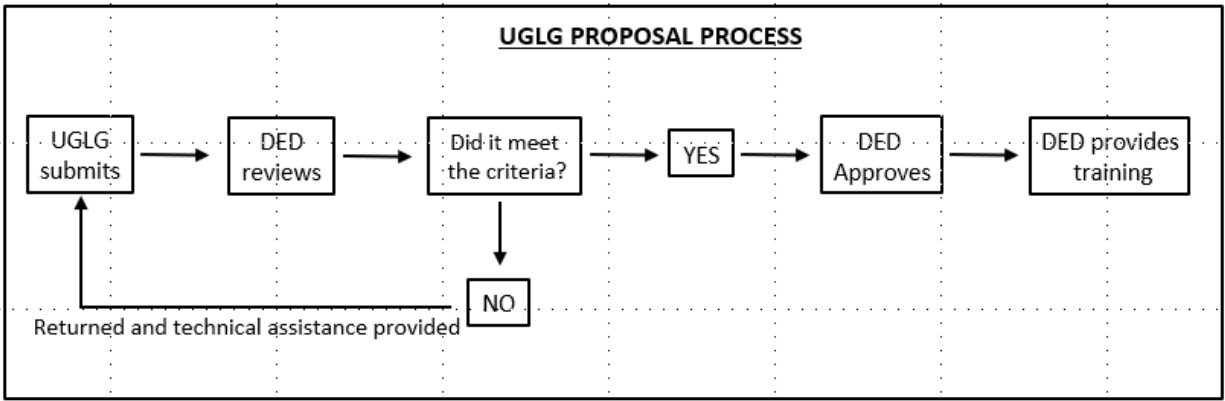 UGLG PROPOSAL PROCESS
UGLG
submits
DED
reviews
Did it meet
the criteria?
YES
DED
Approves
DED provides
training
NO
Returned and technical assistance provided